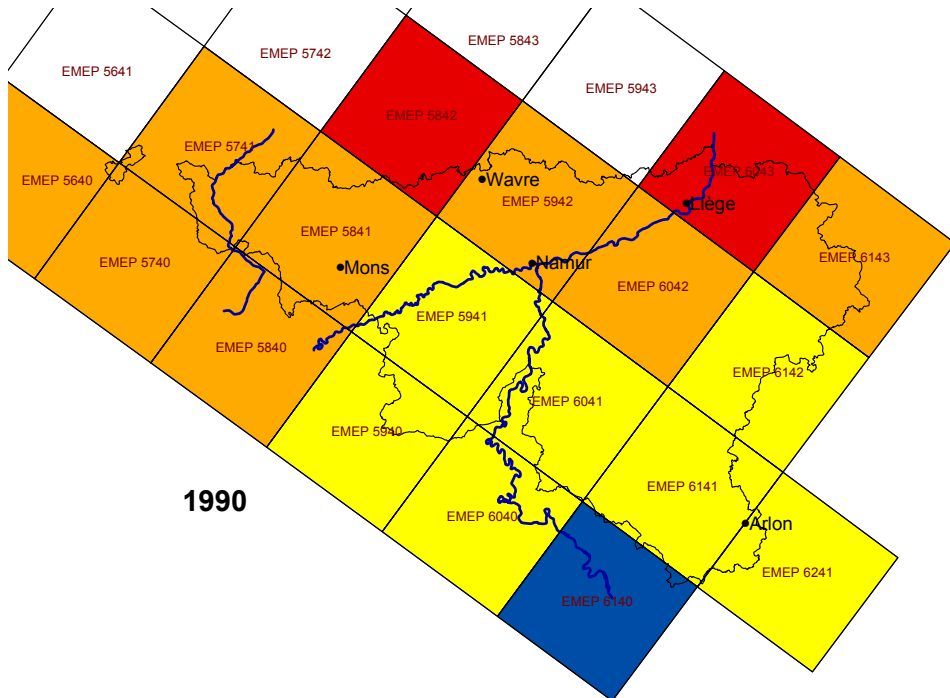 EMEP 5843
EMEP 5742
EMEP 5641
EMEP 5943
EMEP 5842
EMEP 5741
EMEP 6043
EMEP 5640
Wavre
EMEP 5942
Liège
EMEP 5841
EMEP 6143
EMEP 5740
Mons
Namur
EMEP 6042
EMEP 5941
EMEP 5840
EMEP 6142
EMEP 6041
EMEP 5940
EMEP 6141
1990
EMEP 6040
Arlon
EMEP 6241
EMEP 6140